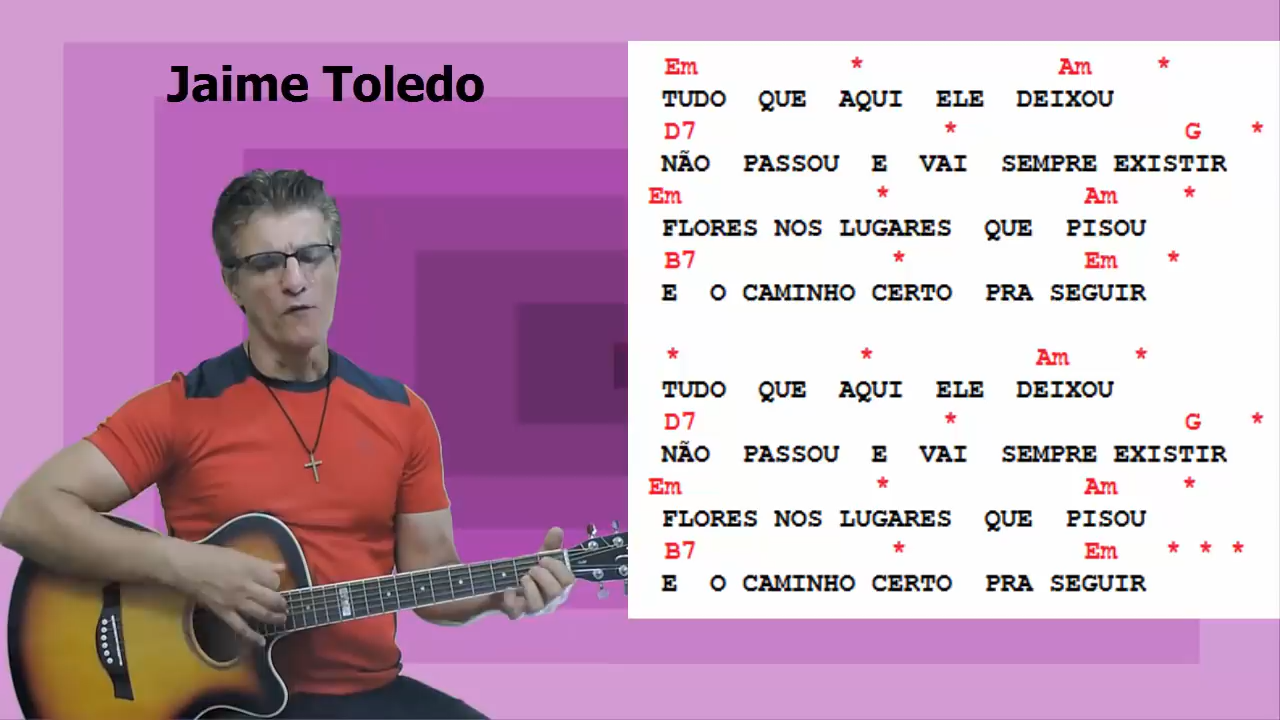 Jaime Toledo
Em * Am *
TUDO QUE AQUI ELE DEIXOU
D7 * G *
NÃO PASSOU E VAI SEMPRE EXISTIR
Em * Am *
FLORES NOS LUGARES QUE PISOU
B7 * Em *
E O CAMINHO CERTO PRA SEGUIR
* * Am *
TUDO QUE AQUI ELE DEIXOU
D7 * G *
NÃO PASSOU E VAI SEMPRE EXISTIR
Em * Am *
FLORES NOS LUGARES QUE PISOU
B7 * Em * * *
E O CAMINHO CERTO PRA SEGUIR